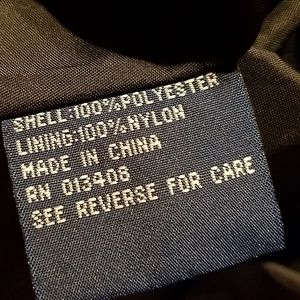 SHELL:100%POLYESTER
LINING:100%NYLON
MADE IN CHINA
RN 013408
SEE REVERSE FOR CARE